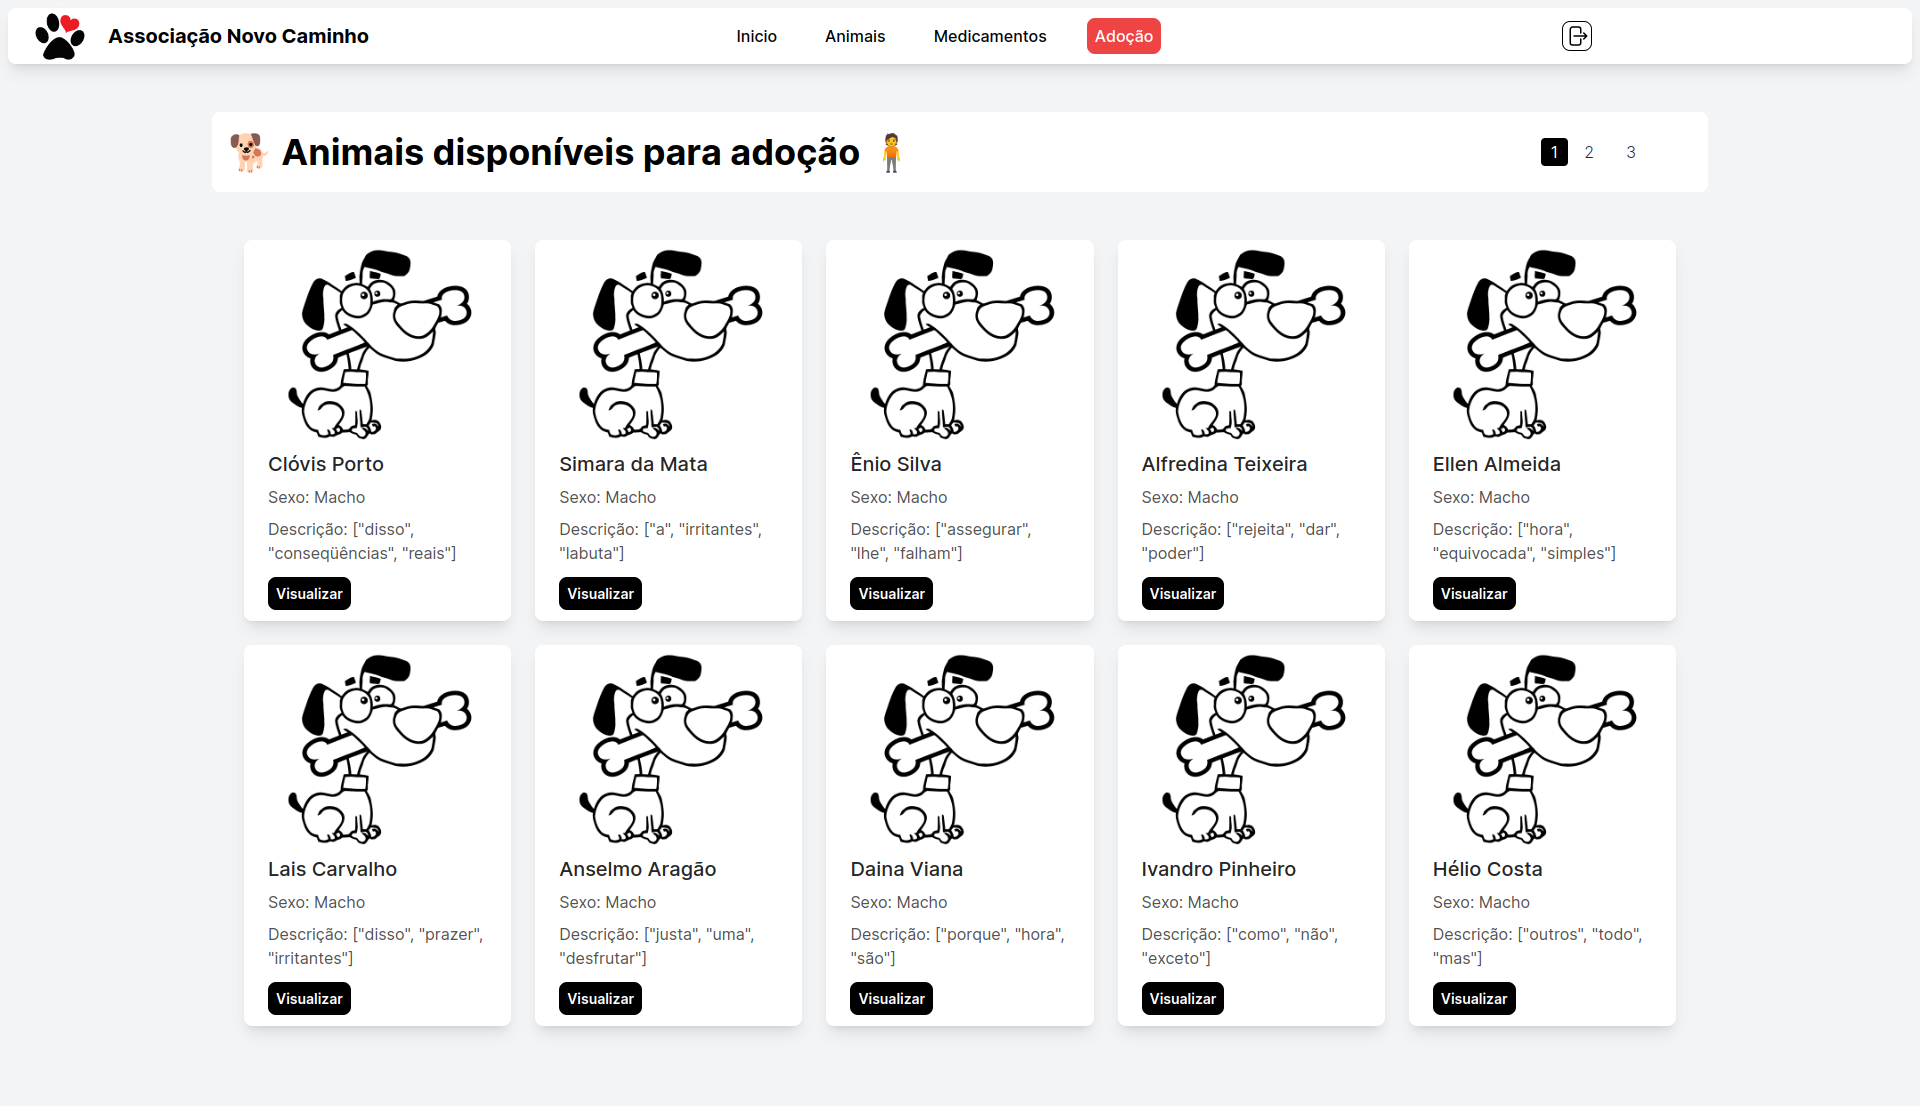 Associação Novo Caminho
Inicio
Animais
Medicamentos
Adoção
Animais disponíveis para adoção
1
2
3
Clóvis Porto
Sexo: Macho
Descrição: ["disso",
"conseqüências", "reais"]
Visualizar
Simara da Mata
Sexo: Macho
Descrição: ["a", "irritantes",
"labuta"]
Visualizar
Ênio Silva
Sexo: Macho
Descrição: ["assegurar",
"lhe", "falham"]
Visualizar
Alfredina Teixeira
Sexo: Macho
Descrição: ["rejeita", "dar",
"poder"]
Visualizar
Ellen Almeida
Sexo: Macho
Descrição: ["hora",
"equivocada", "simples"]
Visualizar
Lais Carvalho
Sexo: Macho
Descrição: ["disso", "prazer",
"irritantes"]
Visualizar
Anselmo Aragão
Sexo: Macho
Descrição: ["justa", "uma",
"desfrutar"]
Visualizar
Daina Viana
Sexo: Macho
Descrição: ["porque", "hora",
"são"]
Visualizar
Ivandro Pinheiro
Sexo: Macho
Descrição: ["como", "não",
"exceto"]
Visualizar
Hélio Costa
Sexo: Macho
Descrição: ["outros", "todo",
"mas"]
Visualizar